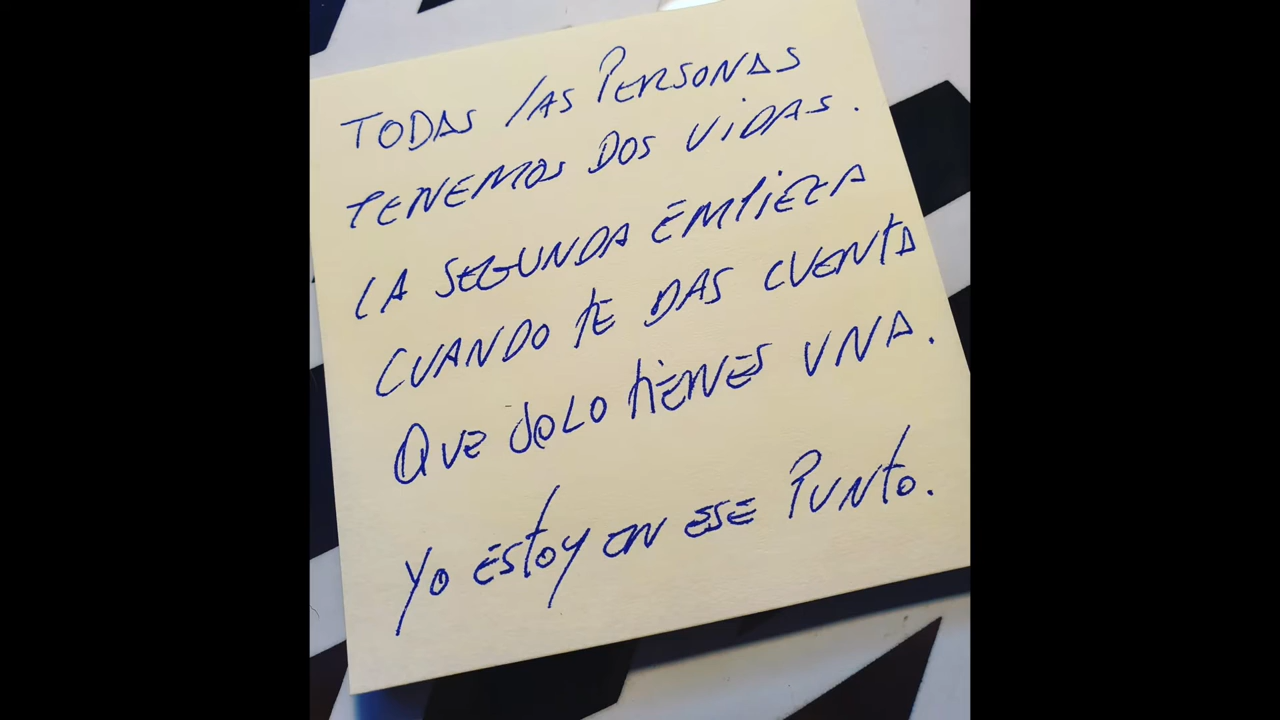 TODAS lAS PERSONAS
TENEMOS DOS ViDAS.
LA SEGUNDA EMPiEZA
CUANDO TE DAS CUENTA
QUE SOLO TiENES UNA.
Yo ESTOY EN ESE PUNTO.